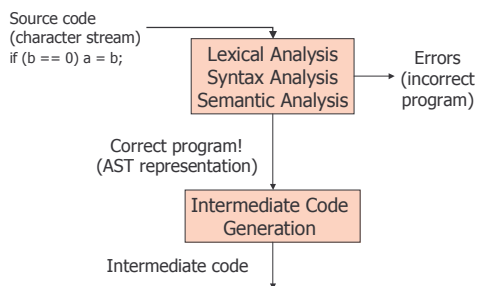 Source code
(character stream)
if (b == 0) a = b;
Lexical Analysis
Syntax Analysis
Semantic Analysis
Errors
(incorrect
program)
Correct program!
(AST representation)
Intermediate Code
Generation
Intermediate code